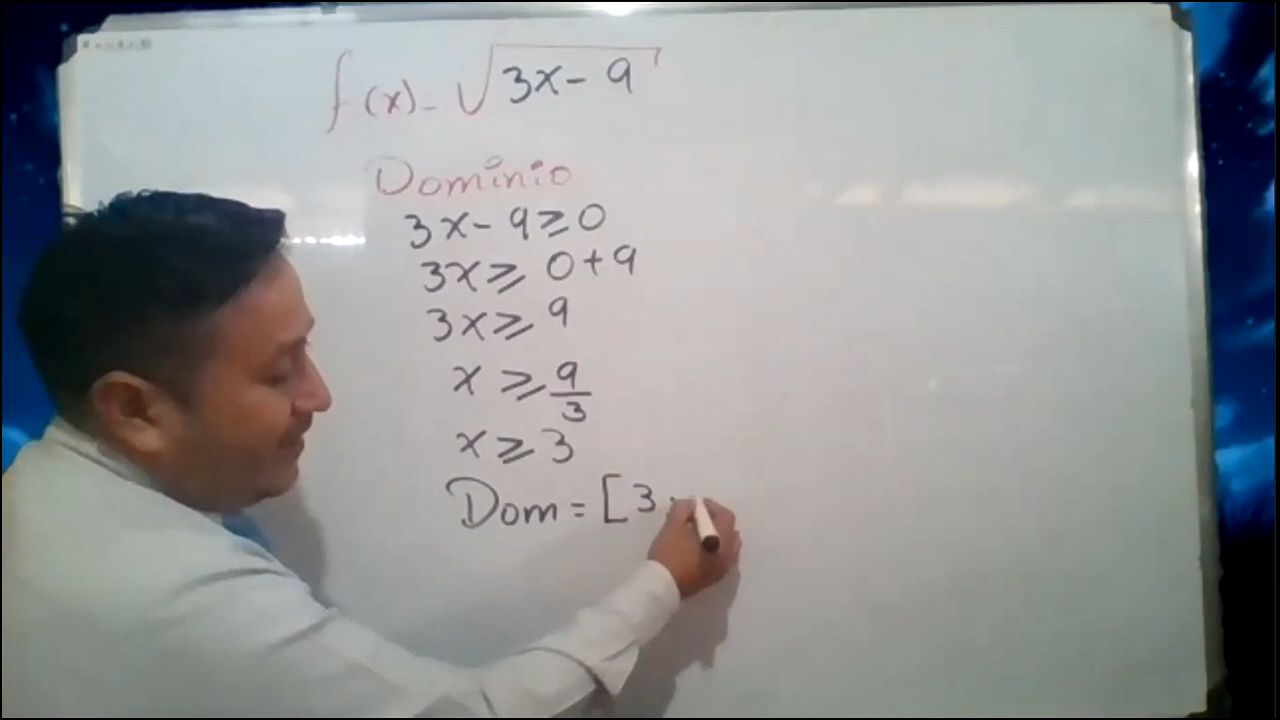 f(x) = √3x - 9
Dominio
3x - 9 ≥ 0
3x ≥ 0 + 9
3x ≥ 9
x ≥ 9/3
x ≥ 3
Dom = [3